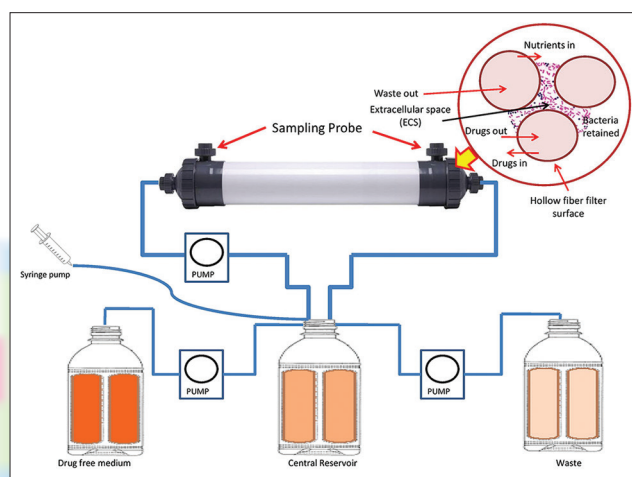 Nutrients in
Waste out
Extracellular space
(ECS)
Bacteria
retained
Drugs out
Drugs in
Hollow fiber filter
surface
Sampling Probe
PUMP
Syringe pump
PUMP
PUMP
Drug free medium
Central Reservoir
Waste